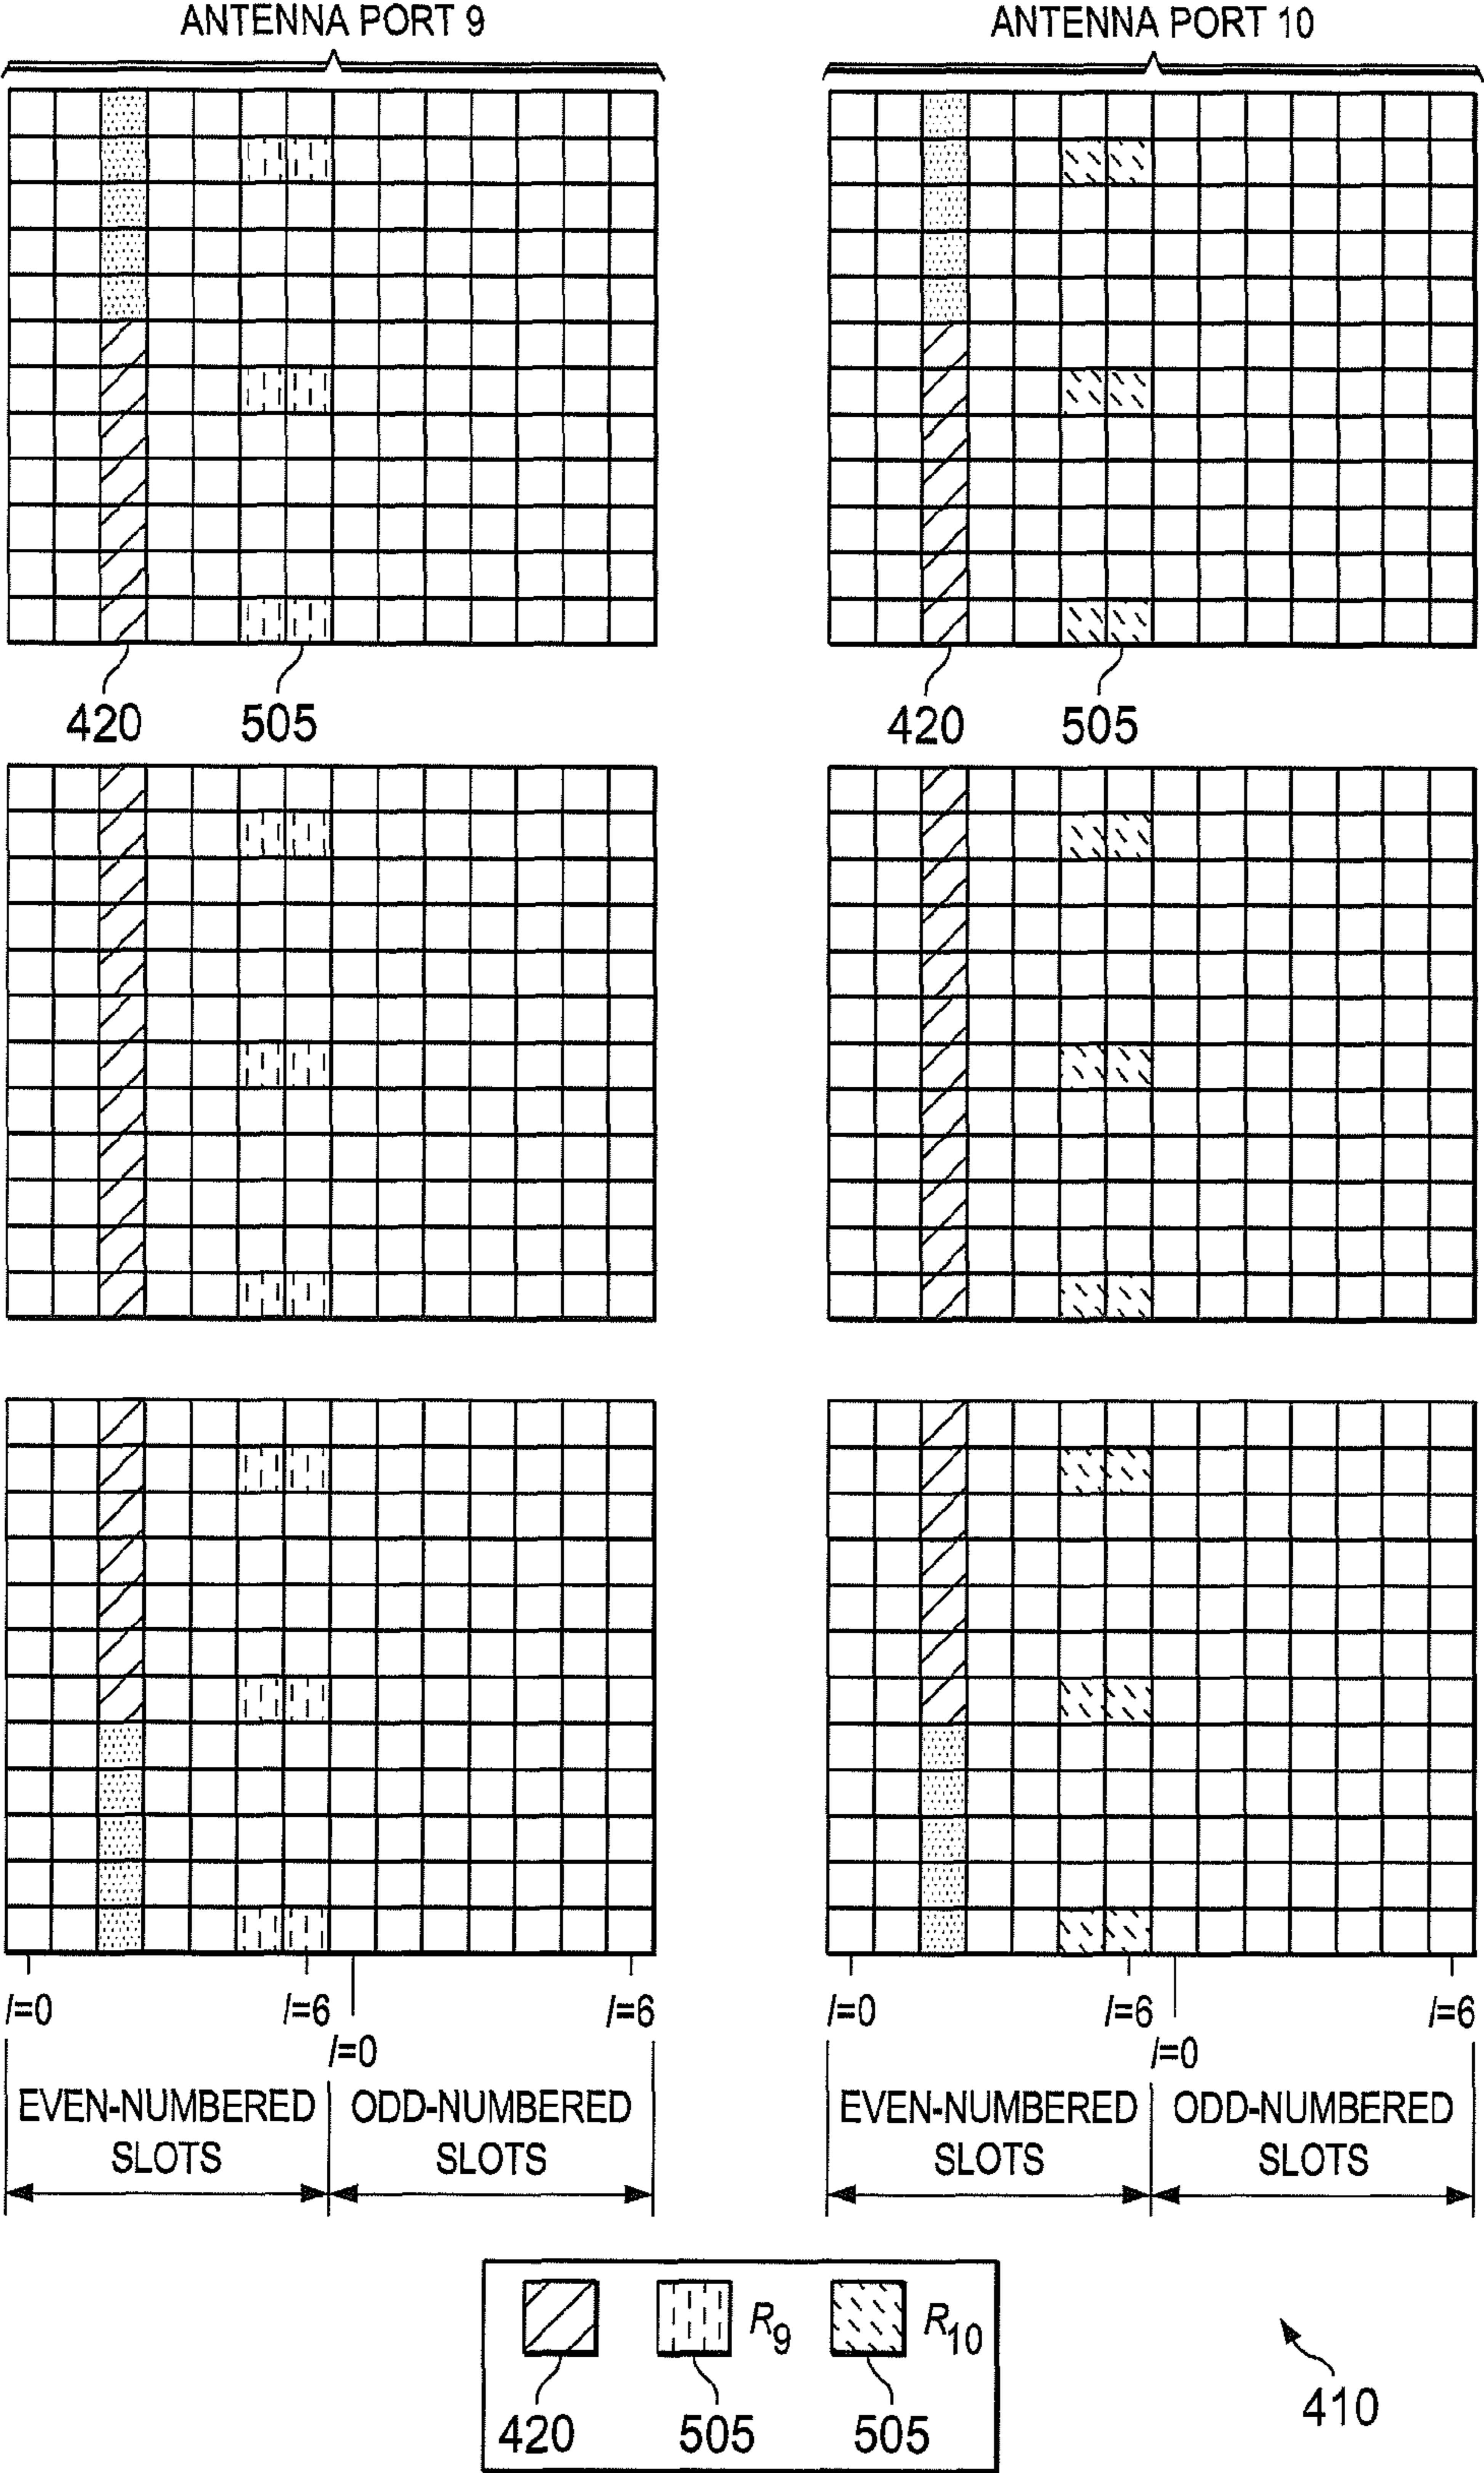 ANTENNA PORT 9
ANTENNA PORT 10
420
505
420
505
l=0
l=6
l=0
l=6
l=0
l=6
l=0
l=6
EVEN-NUMBERED SLOTS
ODD-NUMBERED SLOTS
EVEN-NUMBERED SLOTS
ODD-NUMBERED SLOTS
R9
R10
420
505
505
410